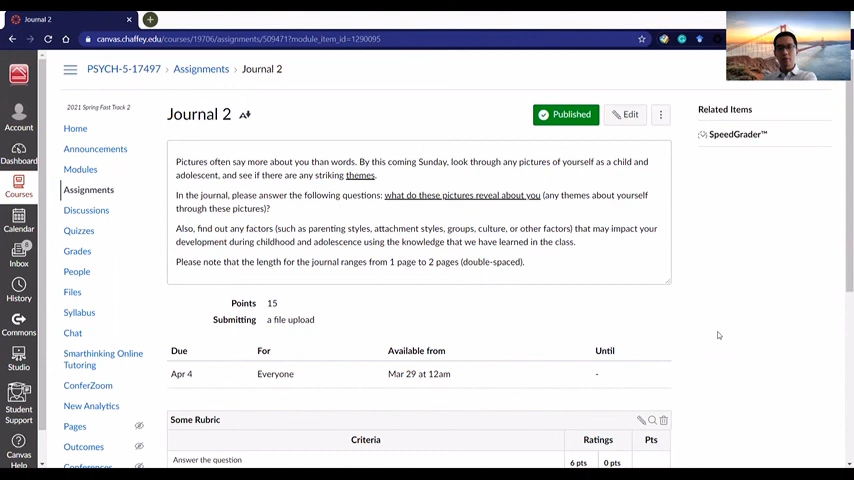 Journal 2
canvas.chaffey.edu/courses/19706/assignments/509471?module_item_id=1290095
PSYCH-5-17497 › Assignments › Journal 2
2021 Spring Fast Track 2
Home
Announcements
Modules
Assignments
Discussions
Quizzes
Grades
People
Files
Syllabus
Chat
Smarthinking Online
Tutoring
ConferZoom
New Analytics
Pages
Outcomes
Conferences
Account
Dashboard
Courses
Calendar
Inbox
History
Commons
Studio
Student
Support
Canvas
Help
Journal 2
Published
Edit
Related Items
SpeedGrader™
Pictures often say more about you than words. By this coming Sunday, look through any pictures of yourself as a child and
adolescent, and see if there are any striking themes.
In the journal, please answer the following questions: what do these pictures reveal about you (any themes about yourself
through these pictures)?
Also, find out any factors (such as parenting styles, attachment styles, groups, culture, or other factors) that may impact your
development during childhood and adolescence using the knowledge that we have learned in the class.
Please note that the length for the journal ranges from 1 page to 2 pages (double-spaced).
Points 15
Submitting a file upload
Due For Available from Until
Apr 4 Everyone Mar 29 at 12am -
Some Rubric
Criteria Ratings Pts
Answer the question
6 pts 0 pts